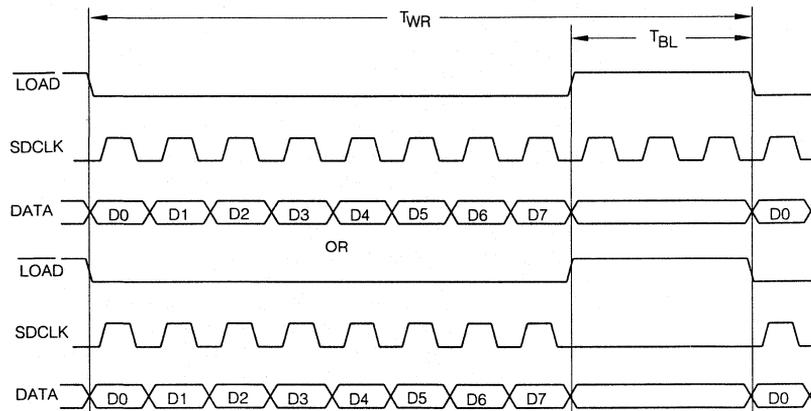 TWR
TBL
LOAD
SDCLK
DATA D0 D1 D2 D3 D4 D5 D6 D7 D0
OR
LOAD
SDCLK
DATA D0 D1 D2 D3 D4 D5 D6 D7 D0